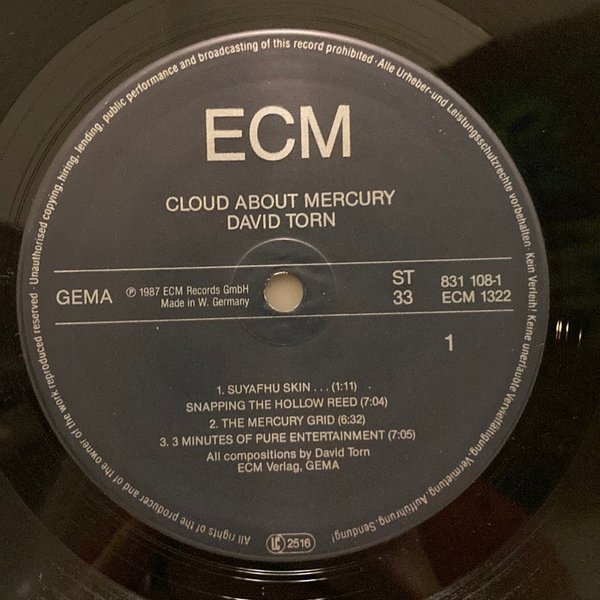 All rights of the producer and of the owner of the work reproduced reserved · Unauthorised copying, hiring, lending, public performance and broadcasting of this record prohibited · Alle Urheber-und Leistungsschutzrechte vorbehalten · Kein Verleih! Keine unerlaubte Vervielfältigung, Vermietung, Aufführung, Sendung!
ECM
CLOUD ABOUT MERCURY
DAVID TORN
GEMA
℗ 1987 ECM Records GmbH
Made in W. Germany
ST
33
831 108-1
ECM 1322
1
1. SUYAFHU SKIN . . . (1:11)
SNAPPING THE HOLLOW REED (7:04)
2. THE MERCURY GRID (6:32)
3. 3 MINUTES OF PURE ENTERTAINMENT (7:05)
All compositions by David Torn
ECM Verlag, GEMA
LC 2516